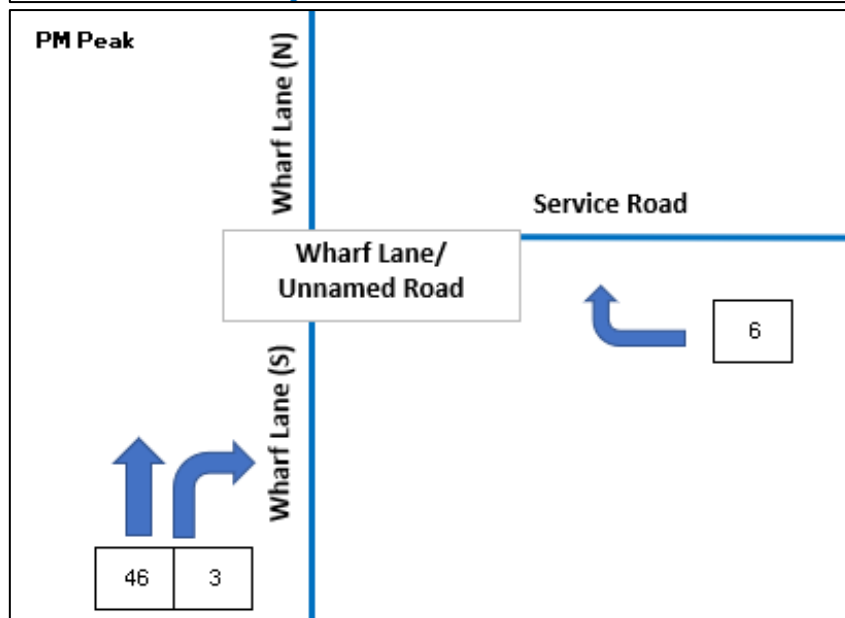 PM Peak
Wharf Lane (N)
Service Road
Wharf Lane/
Unnamed Road
6
Wharf Lane (S)
46
3